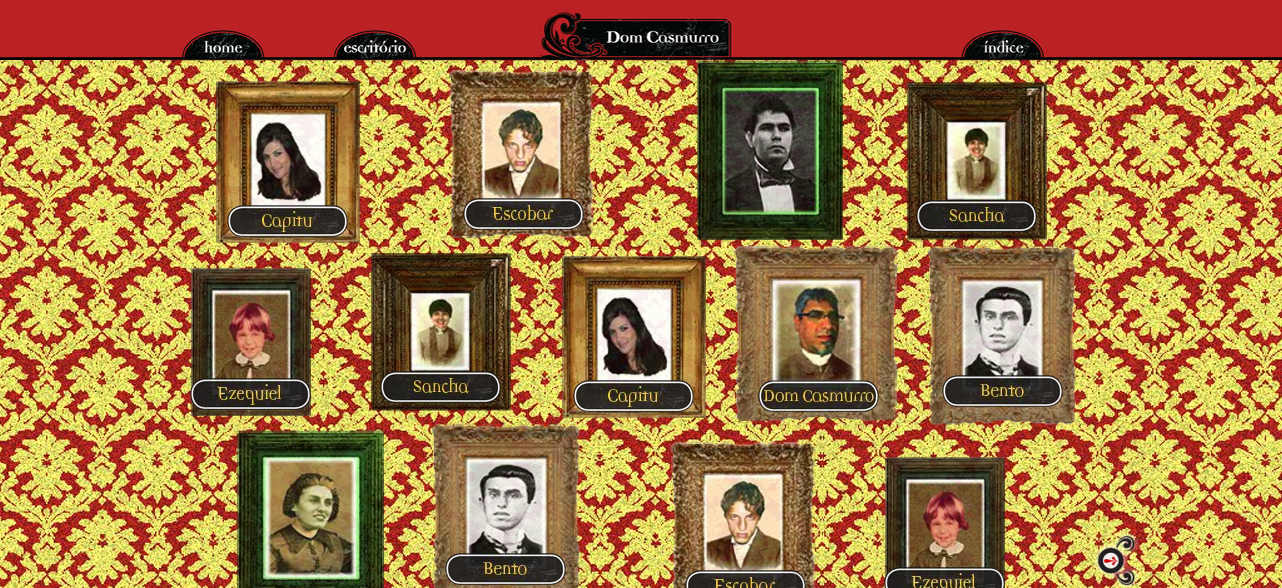 home
escritório
Dom Casmurro
índice
Capitu
Escobar
Sancha
Ezequiel
Sancha
Capitu
Dom Casmurro
Bento
Bento
Escobar
Ezequiel